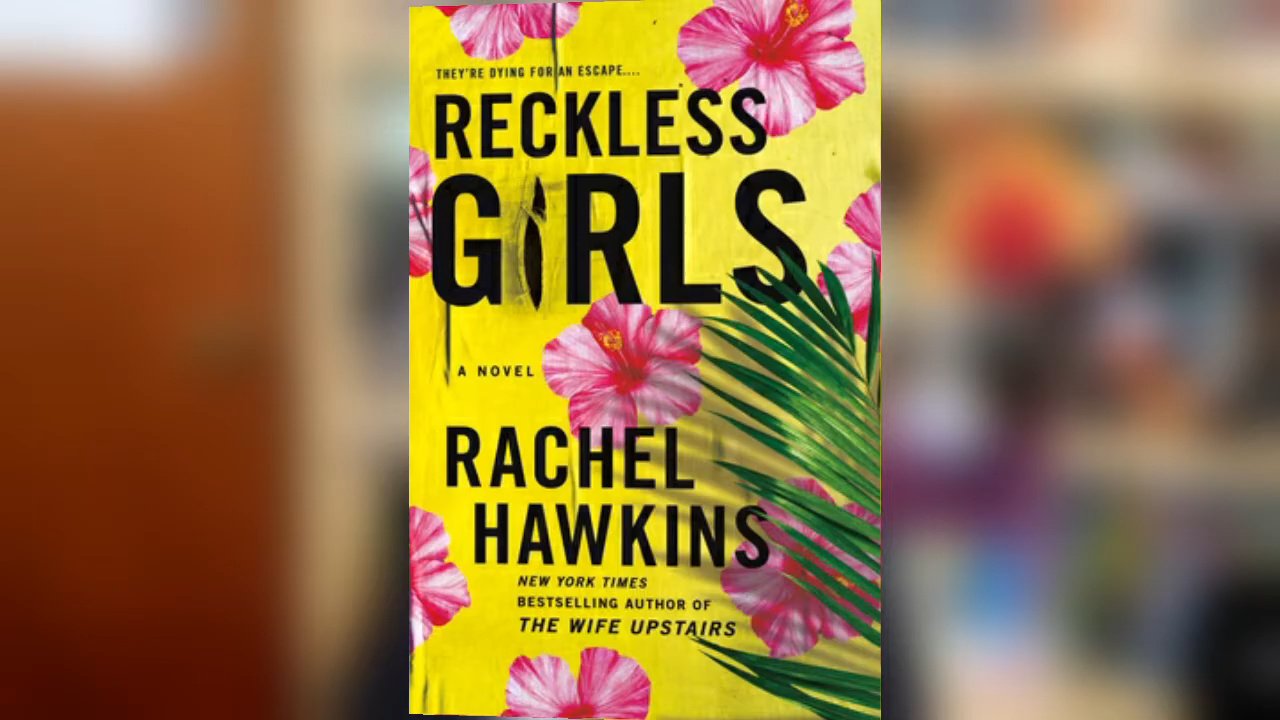 THEY'RE DYING FOR AN ESCAPE....
RECKLESS
GIRLS
A NOVEL
RACHEL
HAWKINS
NEW YORK TIMES
BESTSELLING AUTHOR OF
THE WIFE UPSTAIRS